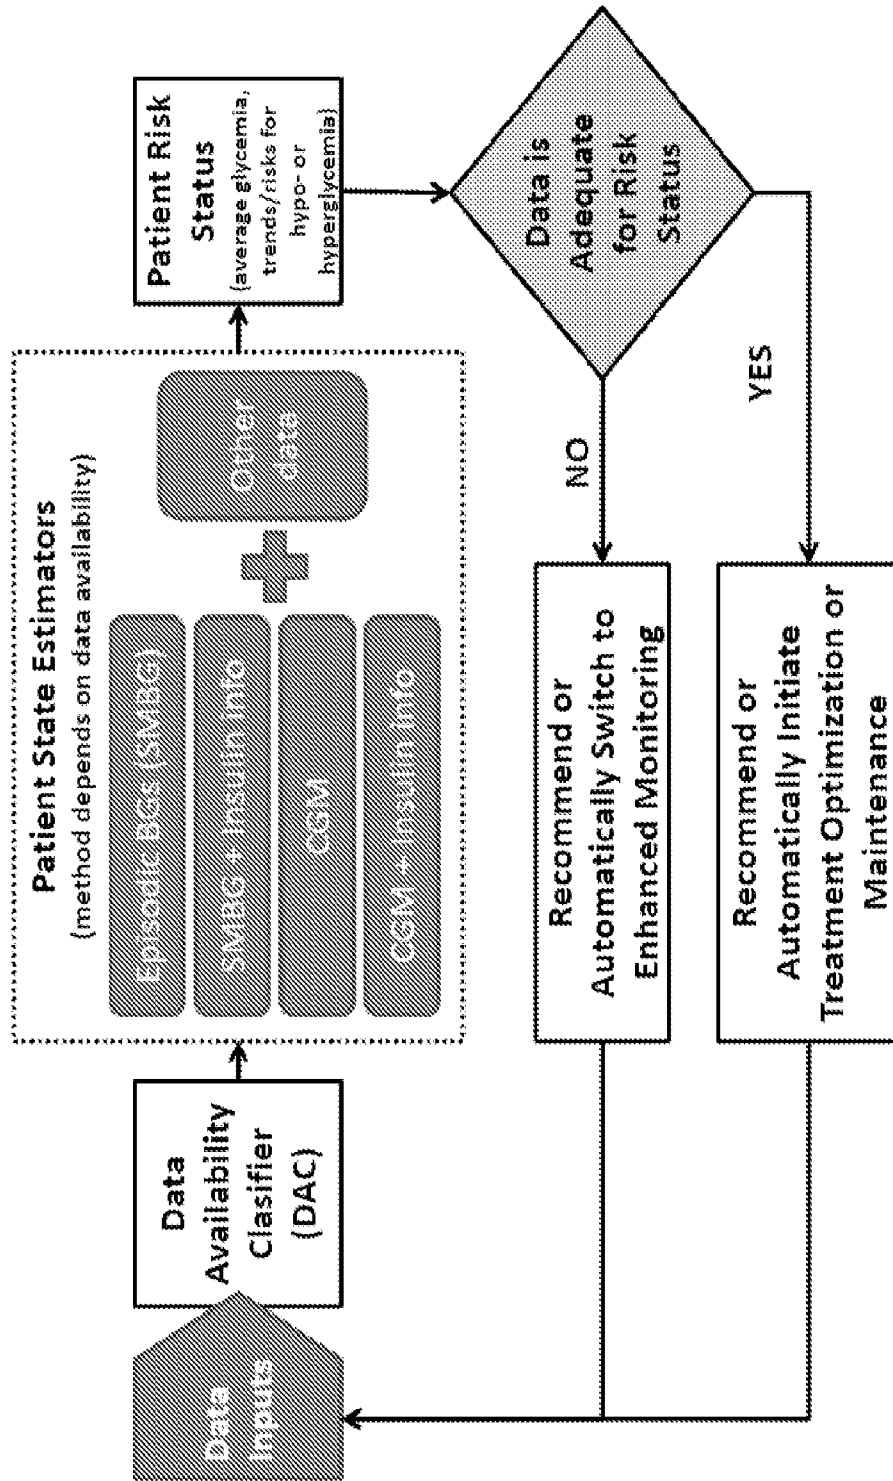 Data
Inputs
Data
Availability
Clasifier
(DAC)
Patient State Estimators
(method depends on data availability)
Episodic BGs (SMBG)
SMBG + Insulin Info
CGM
CGM + Insulin Info
Other
date
Patient Risk
Status
(average glycemia,
trends/risks for
hypo- or
hyperglycemia)
Data is
Adequate
for Risk
Status
NO
YES
Recommend or
Automatically Switch to
Enhanced Monitoring
Recommend or
Automatically Initiate
Treatment Optimization or
Maintenance